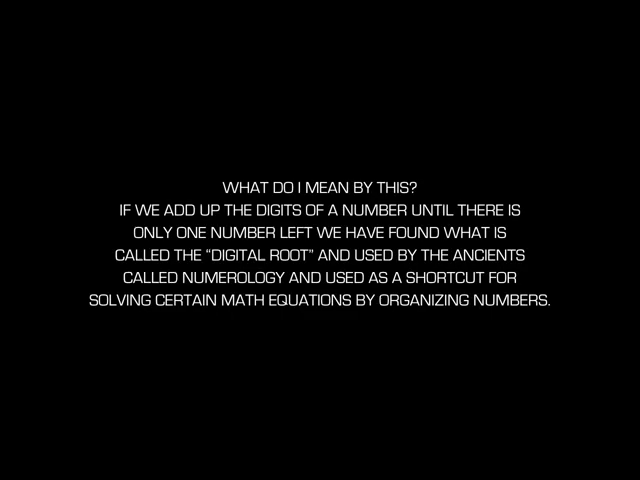 WHAT DO I MEAN BY THIS?
IF WE ADD UP THE DIGITS OF A NUMBER UNTIL THERE IS
ONLY ONE NUMBER LEFT WE HAVE FOUND WHAT IS
CALLED THE “DIGITAL ROOT” AND USED BY THE ANCIENTS
CALLED NUMEROLOGY AND USED AS A SHORTCUT FOR
SOLVING CERTAIN MATH EQUATIONS BY ORGANIZING NUMBERS.